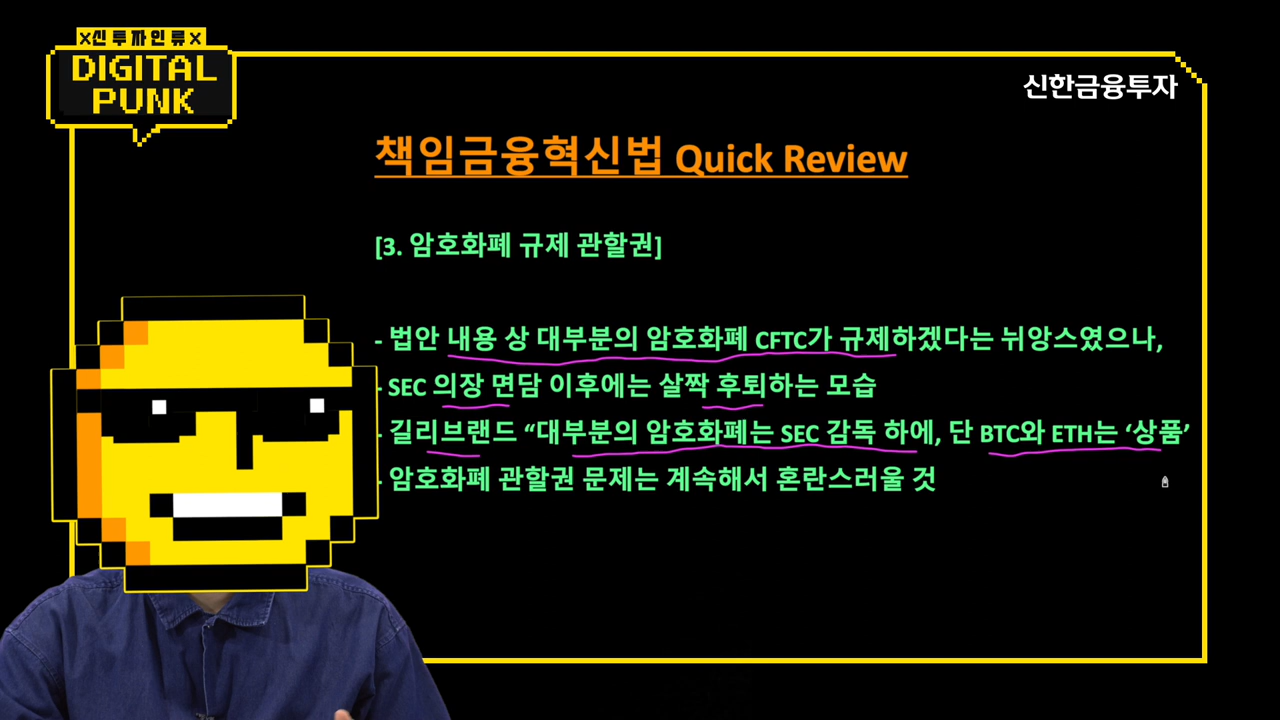 x신투자인류x
DIGITAL
PUNK
신한금융투자
책임금융혁신법 Quick Review
[3. 암호화폐 규제 관할권]
- 법안 내용 상 대부분의 암호화폐 CFTC가 규제하겠다는 뉘앙스였으나,
- SEC 의장 면담 이후에는 살짝 후퇴하는 모습
- 길리브랜드 “대부분의 암호화폐는 SEC 감독 하에, 단 BTC와 ETH는 ‘상품’
- 암호화폐 관할권 문제는 계속해서 혼란스러울 것